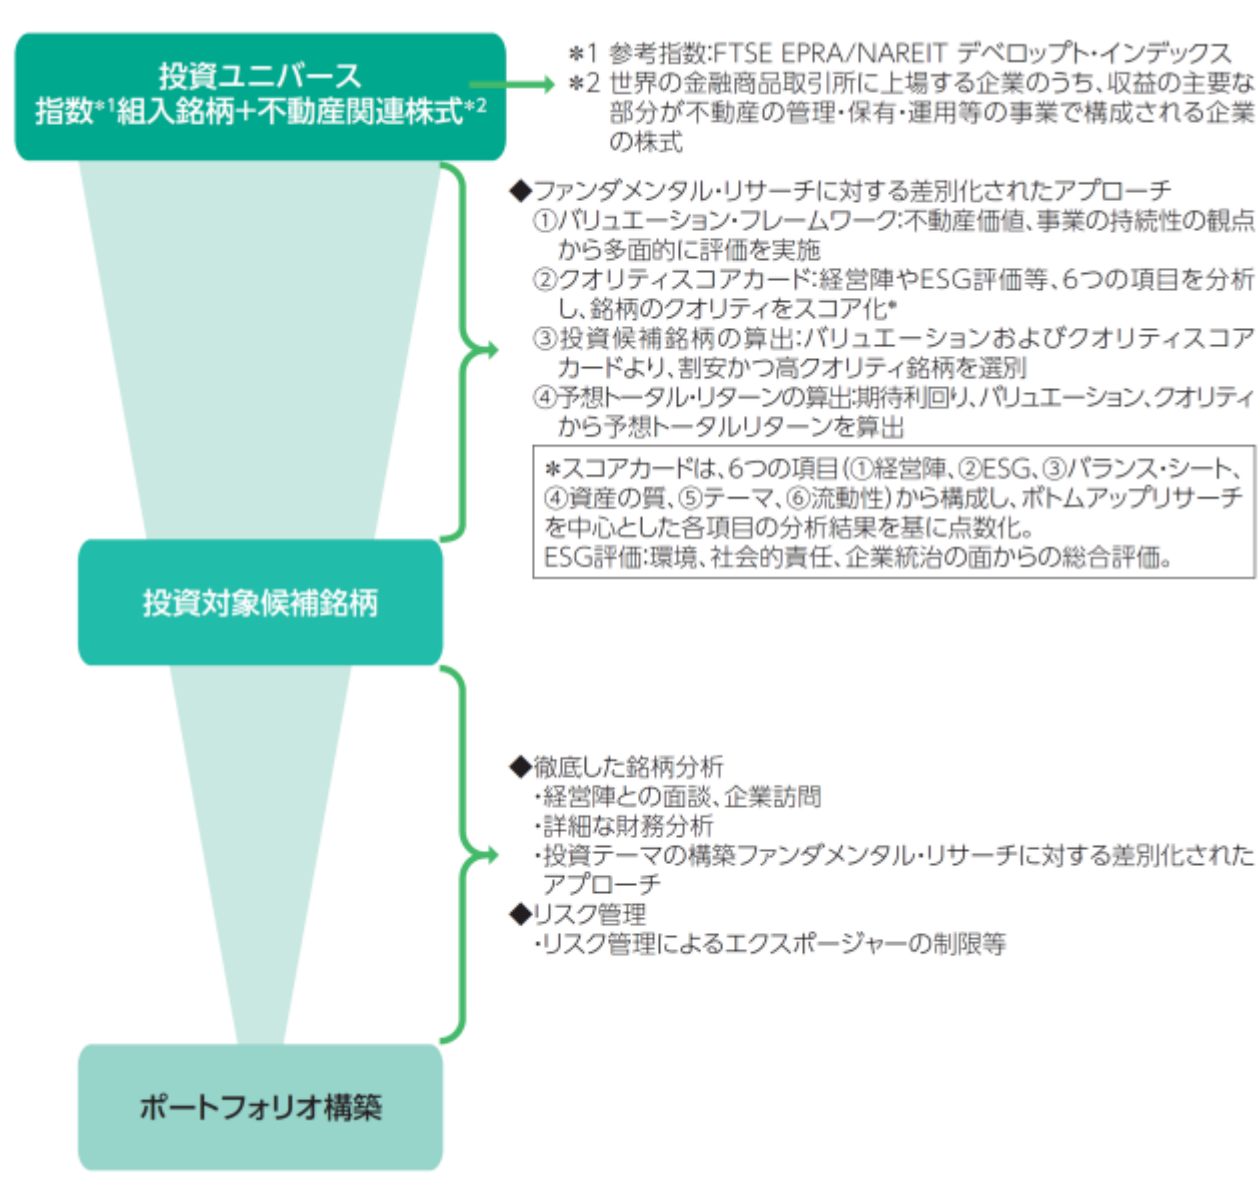 投資ユニバース
指数*1組入銘柄+不動産関連株式*2
*1 参考指数:FTSE EPRA/NAREIT デベロップト・インデックス
*2 世界の金融商品取引所に上場する企業のうち、収益の主要な
部分が不動産の管理・保有・運用等の事業で構成される企業
の株式
◆ファンダメンタル・リサーチに対する差別化されたアプローチ
①バリュエーション・フレームワーク:不動産価値、事業の持続性の観点
から多面的に評価を実施
②クオリティスコアカード:経営陣やESG評価等、6つの項目を分析
し、銘柄のクオリティをスコア化*
③投資候補銘柄の算出:バリュエーションおよびクオリティスコア
カードより、割安かつ高クオリティ銘柄を選別
④予想トータル・リターンの算出:期待利回り、バリュエーション、クオリティ
から予想トータルリターンを算出
*スコアカードは、6つの項目(①経営陣、②ESG、③バランス・シート、
④資産の質、⑤テーマ、⑥流動性)から構成し、ボトムアップリサーチ
を中心とした各項目の分析結果を基に点数化。
ESG評価:環境、社会的責任、企業統治の面からの総合評価。
投資対象候補銘柄
◆徹底した銘柄分析
・経営陣との面談、企業訪問
・詳細な財務分析
・投資テーマの構築ファンダメンタル・リサーチに対する差別化された
アプローチ
◆リスク管理
・リスク管理によるエクスポージャーの制限等
ポートフォリオ構築